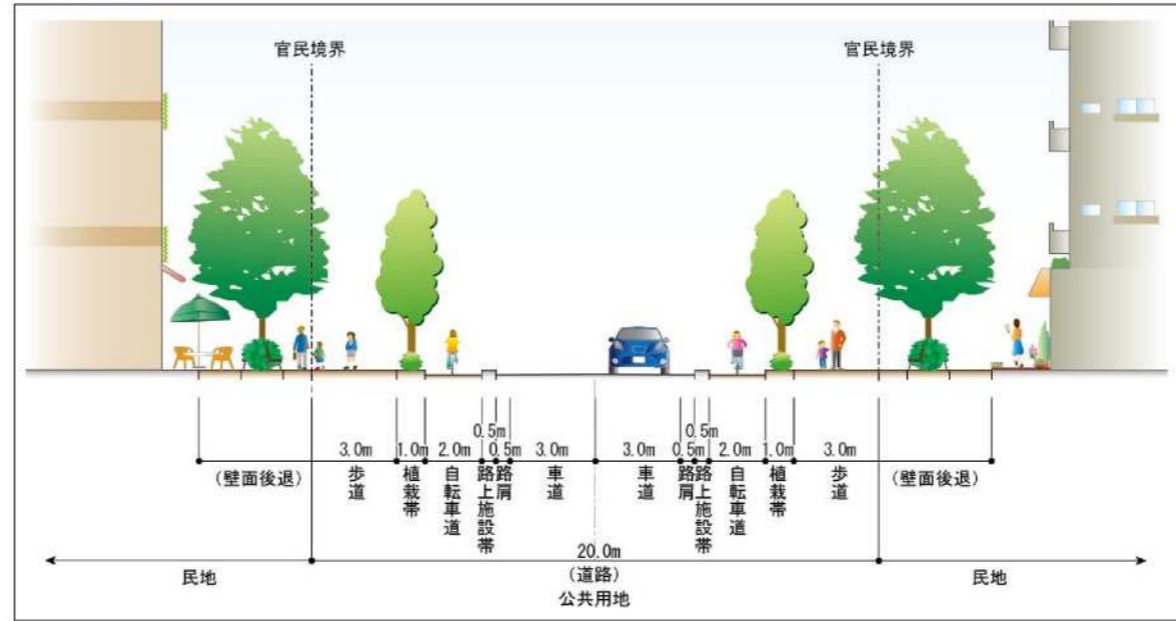 官民境界
官民境界
0.5m
0.5m
3.0m
1.0m
2.0m
0.5m
3.0m
3.0m
0.5m
2.0m
1.0m
3.0m
(壁面後退)
歩道
植栽帯
自転車道
路上施設帯
路肩
車道
車道
路肩
路上施設帯
自転車道
植栽帯
歩道
(壁面後退)
20.0m
民地
(道路)
民地
公共用地